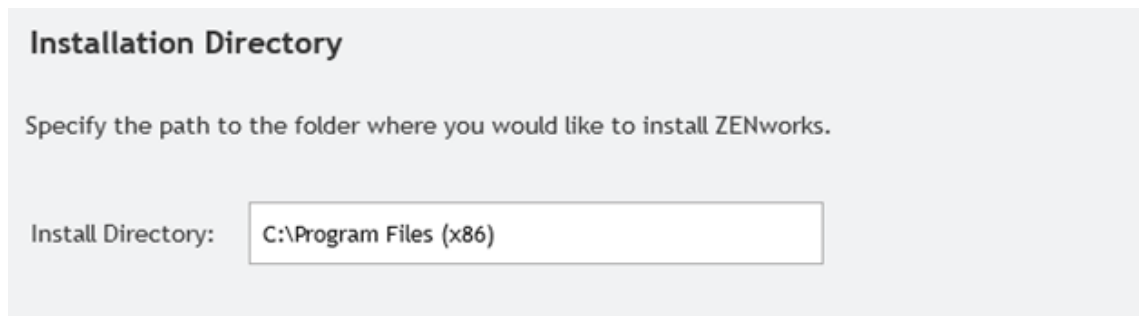 Installation Directory
Specify the path to the folder where you would like to install ZENworks.
Install Directory: C:\Program Files (x86)